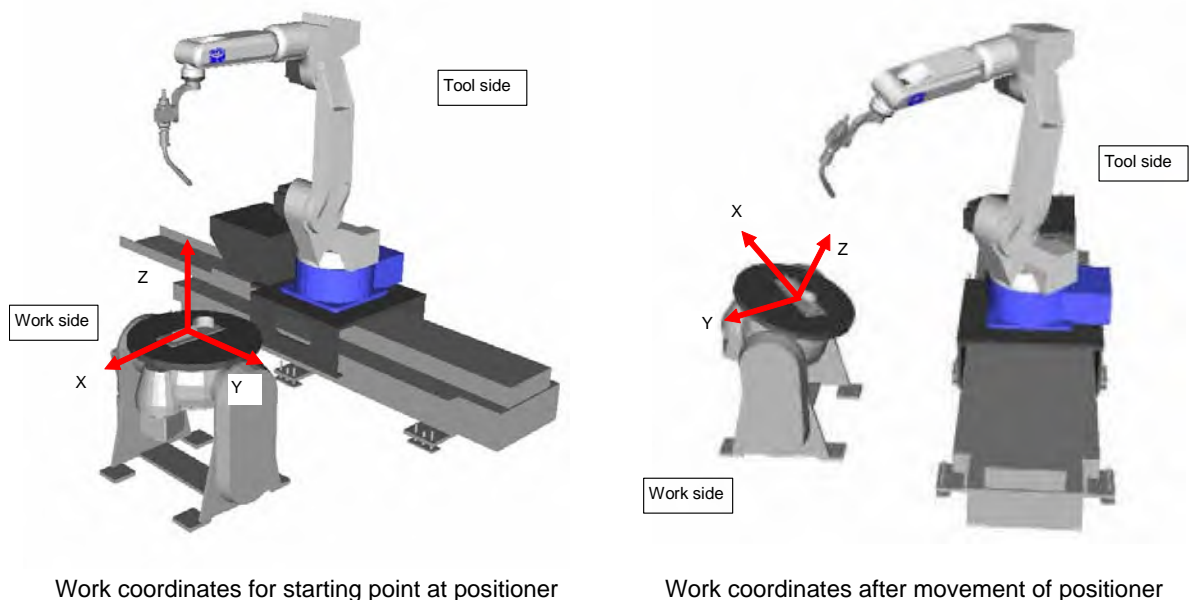 Tool side
Z
Work side
X
Y
Work coordinates for starting point at positioner
Tool side
X
Z
Y
Work side
Work coordinates after movement of positioner